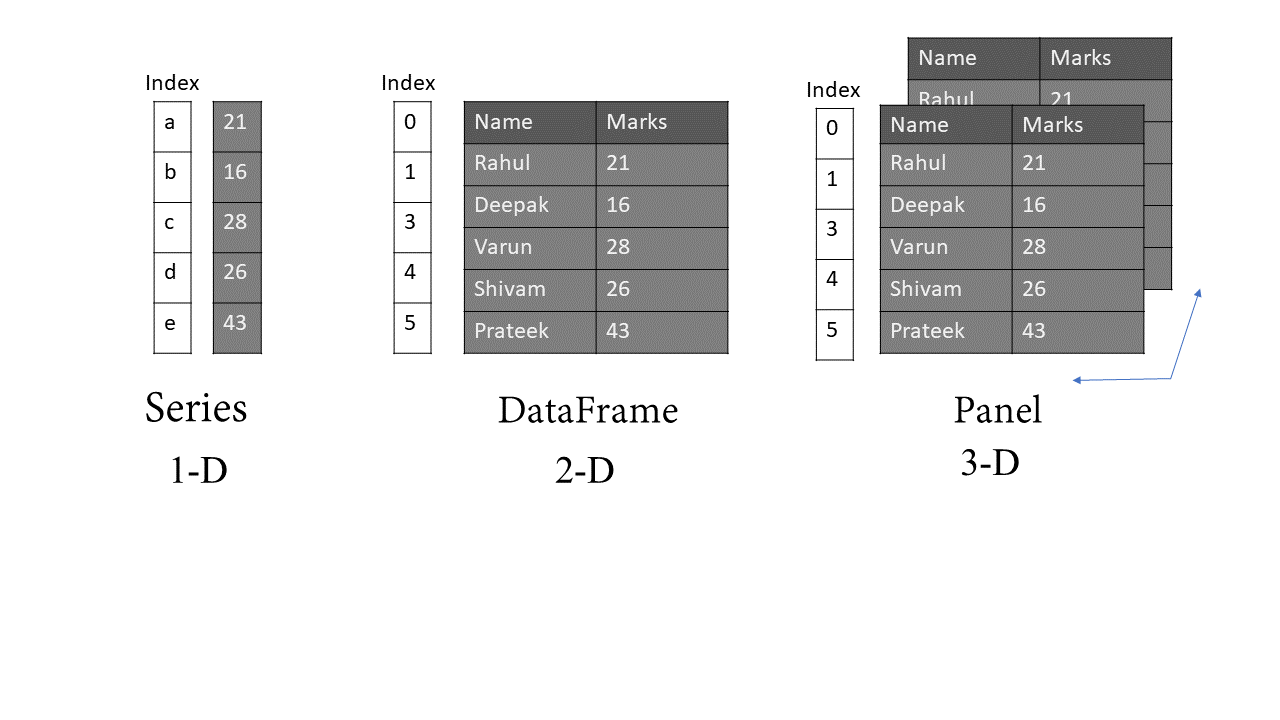 Index
a 21
b 16
c 28
d 26
e 43
Series
1-D
Index
0 Name Marks
1 Rahul 21
3 Deepak 16
4 Varun 28
5 Shivam 26
Prateek 43
DataFrame
2-D
Name Marks
Rahul 21
Index
0
1
3
4
5
Name Marks
Rahul 21
Deepak 16
Varun 28
Shivam 26
Prateek 43
Panel
3-D